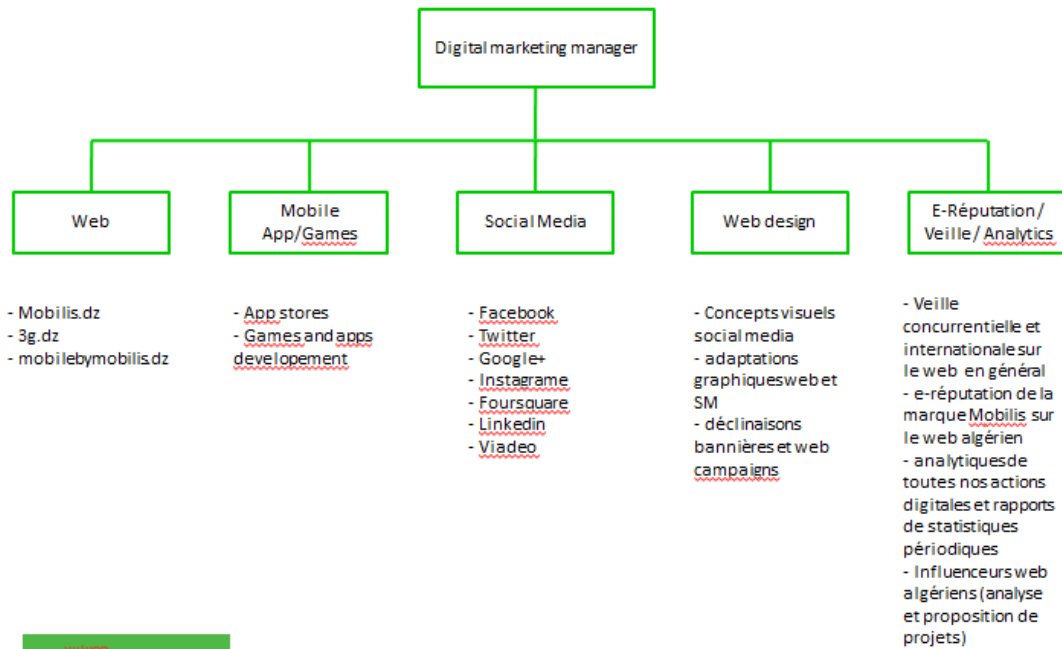 Digital marketing manager
Web
Mobile
App/Games
Social Media
Web design
E-Réputation /
Veille / Analytics
- Mobilis.dz
- 3g.dz
- mobilebymobilis.dz
- App stores
- Games and apps
developement
- Facebook
- Twitter
- Google+
- Instagrame
- Foursquare
- Linkedin
- Viadeo
- Concepts visuels
social media
- adaptations
graphiques web et
SM
- déclinaisons
bannières et web
campaigns
- Veille
concurrentielle et
internationale sur
le web en général
- e-réputation de la
marque Mobilis sur
le web algérien
- analytiques de
toutes nos actions
digitales et rapports
de statistiques
périodiques
- Influenceurs web
algériens (analyse
et proposition de
projets)